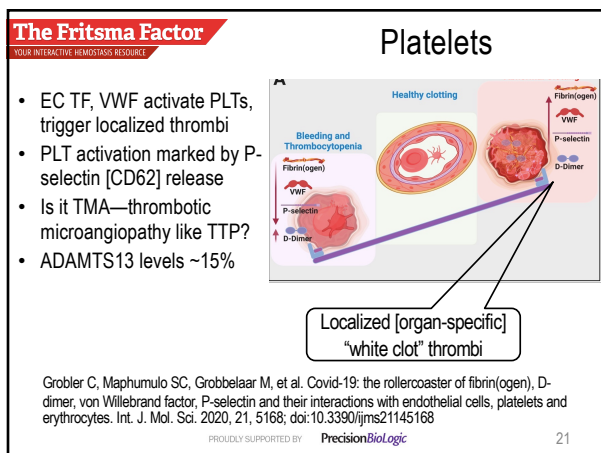 The Fritsma Factor
YOUR INTERACTIVE HEMOSTASIS RESOURCE
Platelets
• EC TF, VWF activate PLTs,
trigger localized thrombi
• PLT activation marked by P-
selectin [CD62] release
• Is it TMA—thrombotic
microangiopathy like TTP?
• ADAMTS13 levels ~15%
Healthy clotting
Bleeding and
Thrombocytopenia
Fibrin(ogen)
VWF
P-selectin
D-Dimer
Fibrin(ogen)
VWF
P-selectin
D-Dimer
Localized [organ-specific]
“white clot” thrombi
Grobler C, Maphumulo SC, Grobbelaar M, et al. Covid-19: the rollercoaster of fibrin(ogen), D-
dimer, von Willebrand factor, P-selectin and their interactions with endothelial cells, platelets and
erythrocytes. Int. J. Mol. Sci. 2020, 21, 5168; doi:10.3390/ijms21145168
PROUDLY SUPPORTED BY PrecisionBioLogic
21